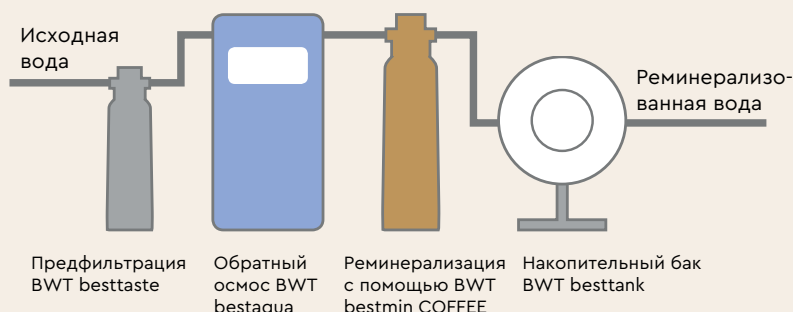 Исходная
вода
Реминерализо-
ванная вода
Предфильтрация
BWT besttaste
Обратный
осмос BWT
bestaqua
Реминерализация
с помощью BWT
bestmin COFFEE
Накопительный бак
BWT besttank